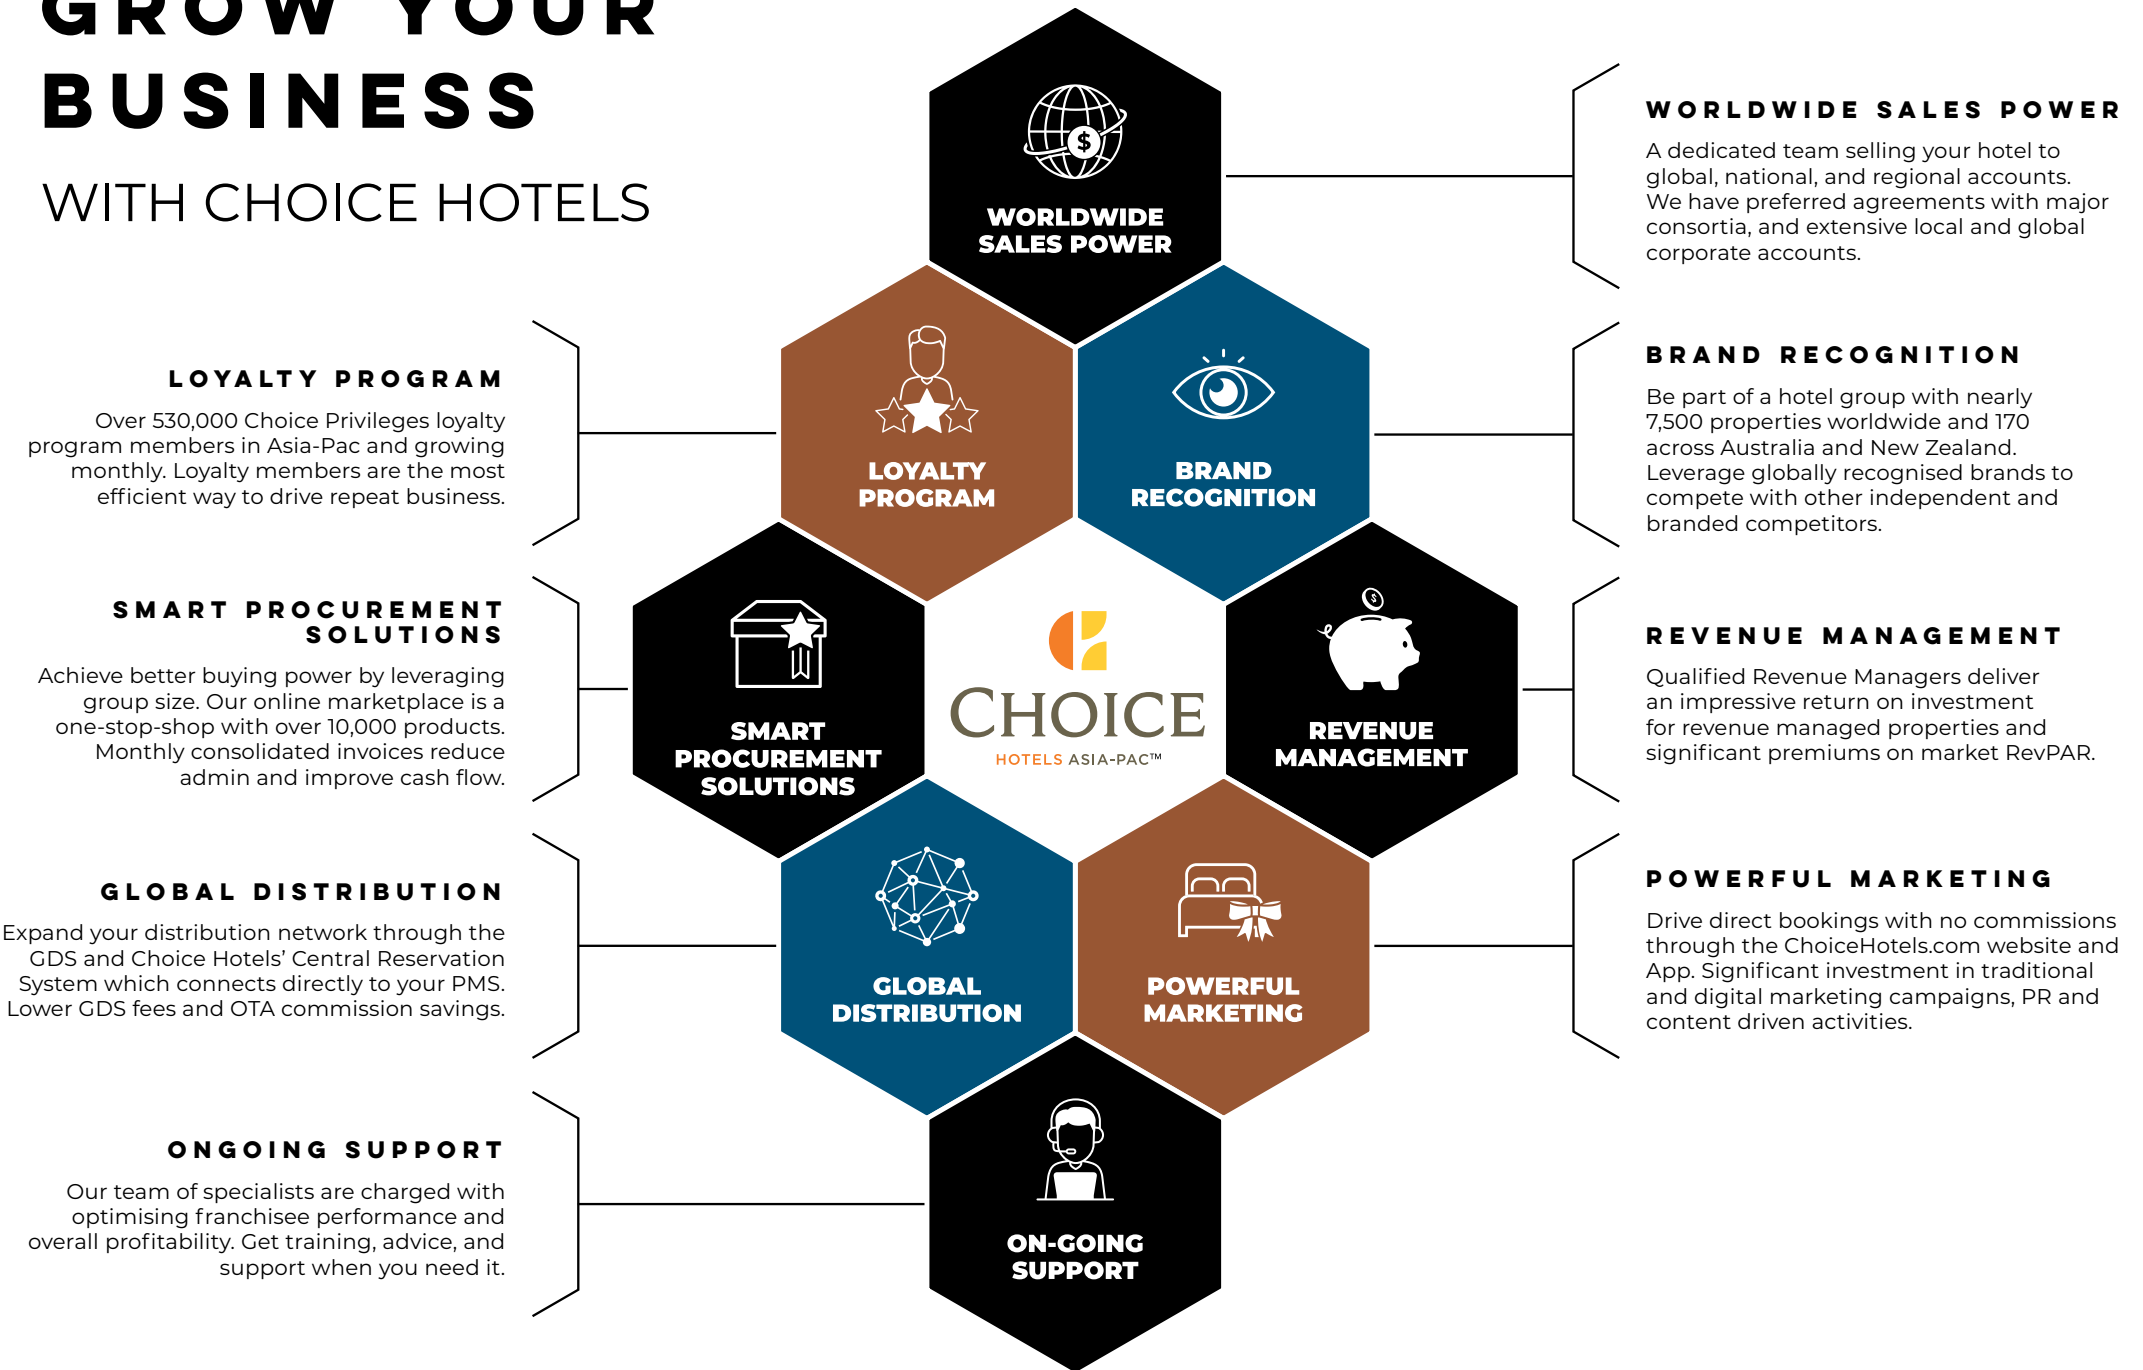 GROW YOUR
BUSINESS
WITH CHOICE HOTELS
WORLDWIDE
SALES POWER
WORLDWIDE SALES POWER
A dedicated team selling your hotel to
global, national, and regional accounts.
We have preferred agreements with major
consortia, and extensive local and global
corporate accounts.
LOYALTY PROGRAM
Over 530,000 Choice Privileges loyalty
program members in Asia-Pac and growing
monthly. Loyalty members are the most
efficient way to drive repeat business.
LOYALTY
PROGRAM
BRAND
RECOGNITION
BRAND RECOGNITION
Be part of a hotel group with nearly
7,500 properties worldwide and 170
across Australia and New Zealand.
Leverage globally recognised brands to
compete with other independent and
branded competitors.
SMART PROCUREMENT
SOLUTIONS
Achieve better buying power by leveraging
group size. Our online marketplace is a
one-stop-shop with over 10,000 products.
Monthly consolidated invoices reduce
admin and improve cash flow.
SMART
PROCUREMENT
SOLUTIONS
CHOICE
HOTELS ASIA-PAC™
REVENUE
MANAGEMENT
REVENUE MANAGEMENT
Qualified Revenue Managers deliver
an impressive return on investment
for revenue managed properties and
significant premiums on market RevPAR.
GLOBAL DISTRIBUTION
Expand your distribution network through the
GDS and Choice Hotels' Central Reservation
System which connects directly to your PMS.
Lower GDS fees and OTA commission savings.
GLOBAL
DISTRIBUTION
POWERFUL
MARKETING
POWERFUL MARKETING
Drive direct bookings with no commissions
through the ChoiceHotels.com website and
App. Significant investment in traditional
and digital marketing campaigns, PR and
content driven activities.
ONGOING SUPPORT
Our team of specialists are charged with
optimising franchisee performance and
overall profitability. Get training, advice, and
support when you need it.
ON-GOING
SUPPORT